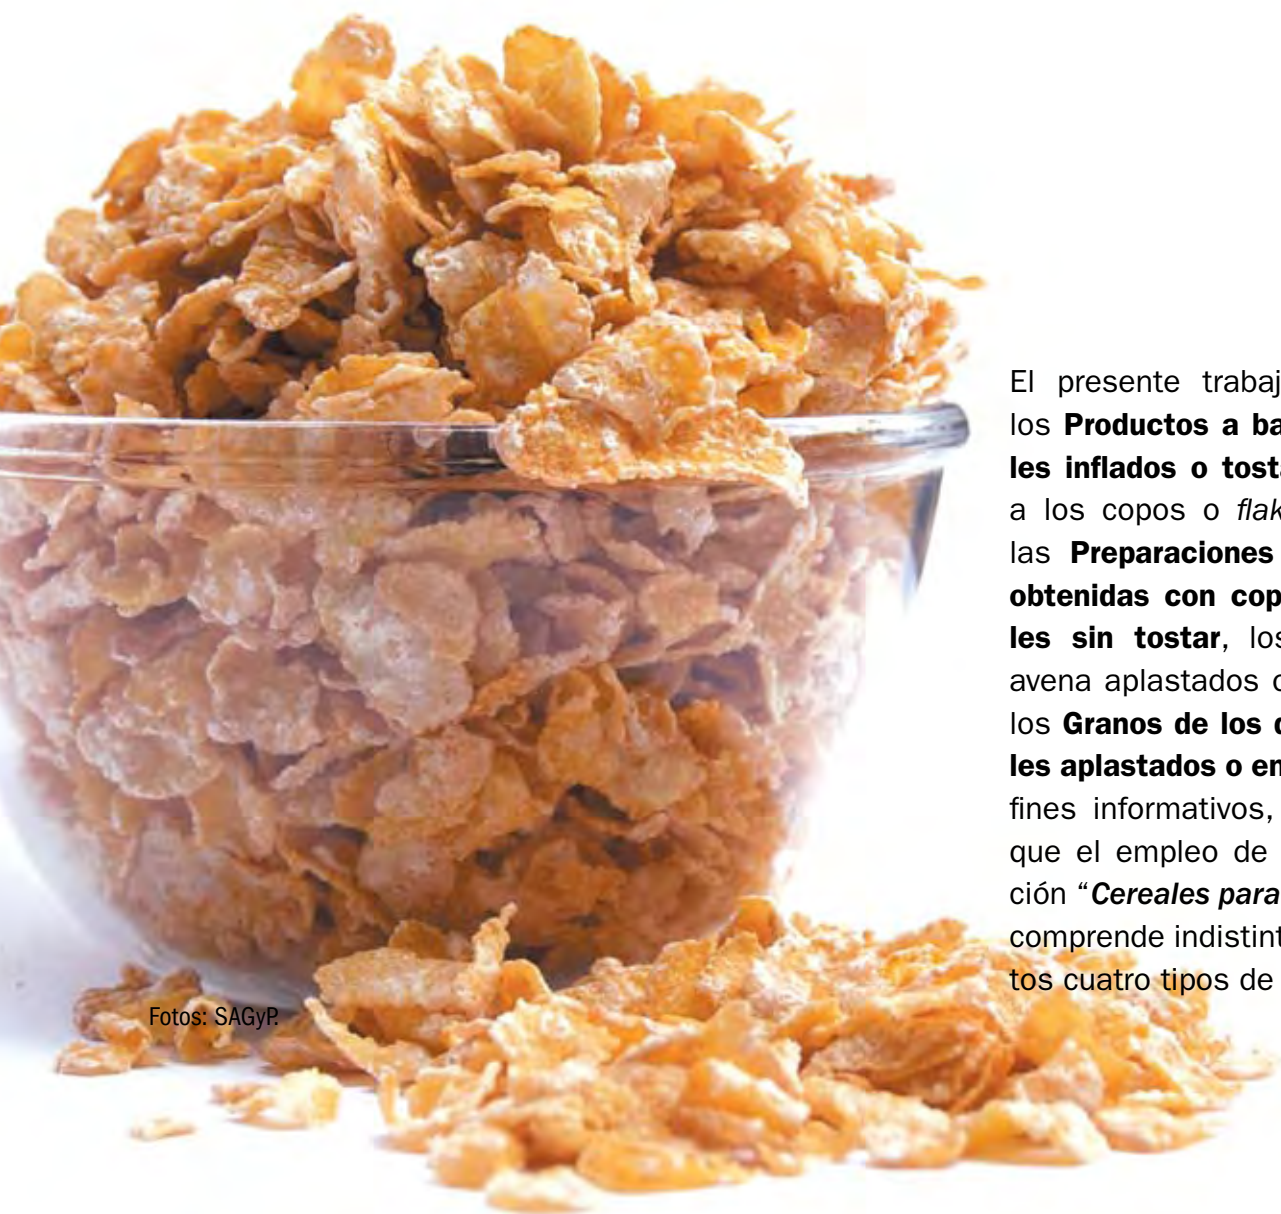 El presente trabaj
los Productos a ba
les inflados o tosta
a los copos o flak
las Preparaciones
obtenidas con cop
les sin tostar, los
avena aplastados o
los Granos de los d
les aplastados o en
fines informativos,
que el empleo de
ción “Cereales para
comprende indistint
tos cuatro tipos de
Fotos: SAGyP.